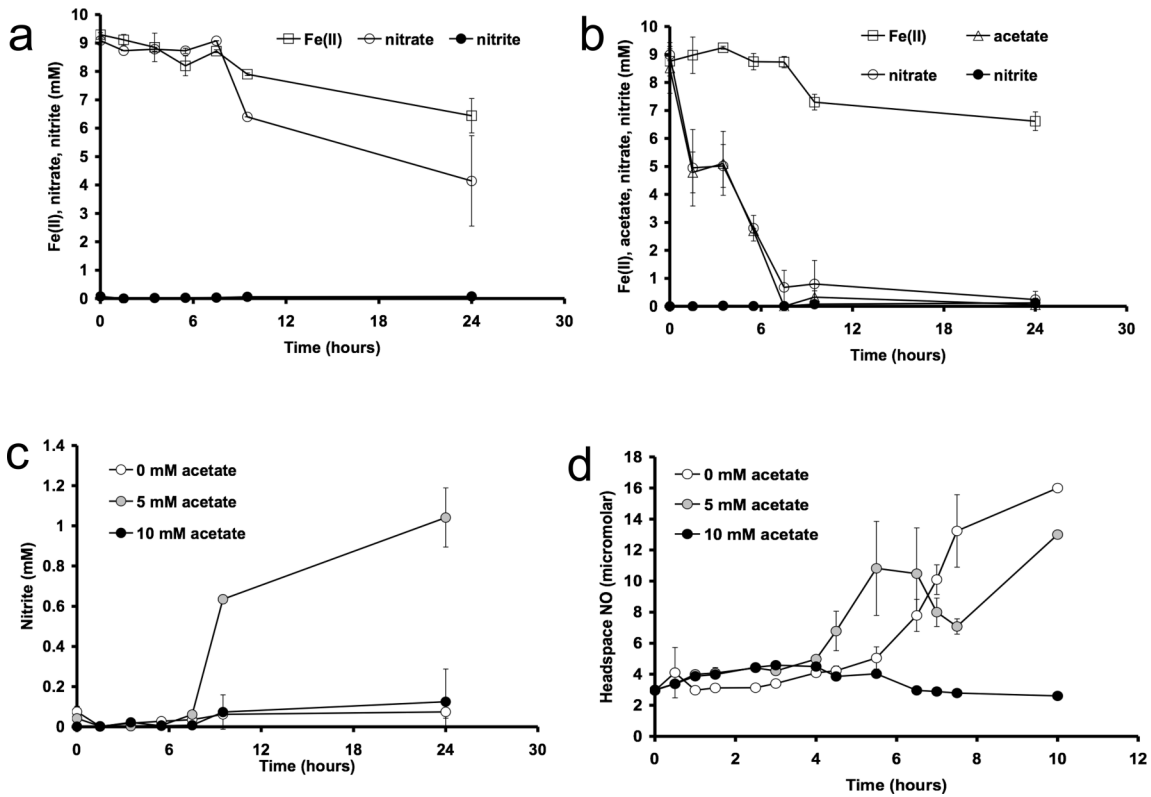 a
Fe(II) nitrate nitrite
Fe(II), nitrate, nitrite (mM)
10
9
8
7
6
5
4
3
2
1
0
0 6 12 18 24 30
Time (hours)
b
Fe(II) acetate
nitrate nitrite
Fe(II), acetate, nitrate, nitrite (mM)
10
9
8
7
6
5
4
3
2
1
0
0 6 12 18 24 30
Time (hours)
c
0 mM acetate
5 mM acetate
10 mM acetate
Nitrite (mM)
1.4
1.2
1
0.8
0.6
0.4
0.2
0
0 6 12 18 24 30
Time (hours)
d
0 mM acetate
5 mM acetate
10 mM acetate
Headspace NO (micromolar)
18
16
14
12
10
8
6
4
2
0
0 2 4 6 8 10 12
Time (hours)